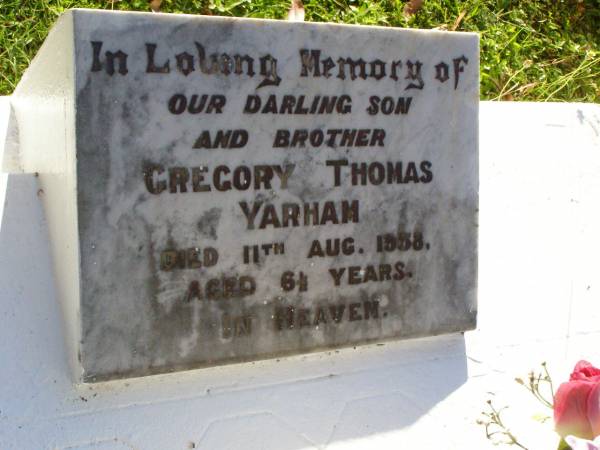 In Loving Memory of
OUR DARLING SON
AND BROTHER
GREGORY THOMAS
YARHAM
DIED 11TH AUG. 1958,
AGED 6½ YEARS.
IN HEAVEN.